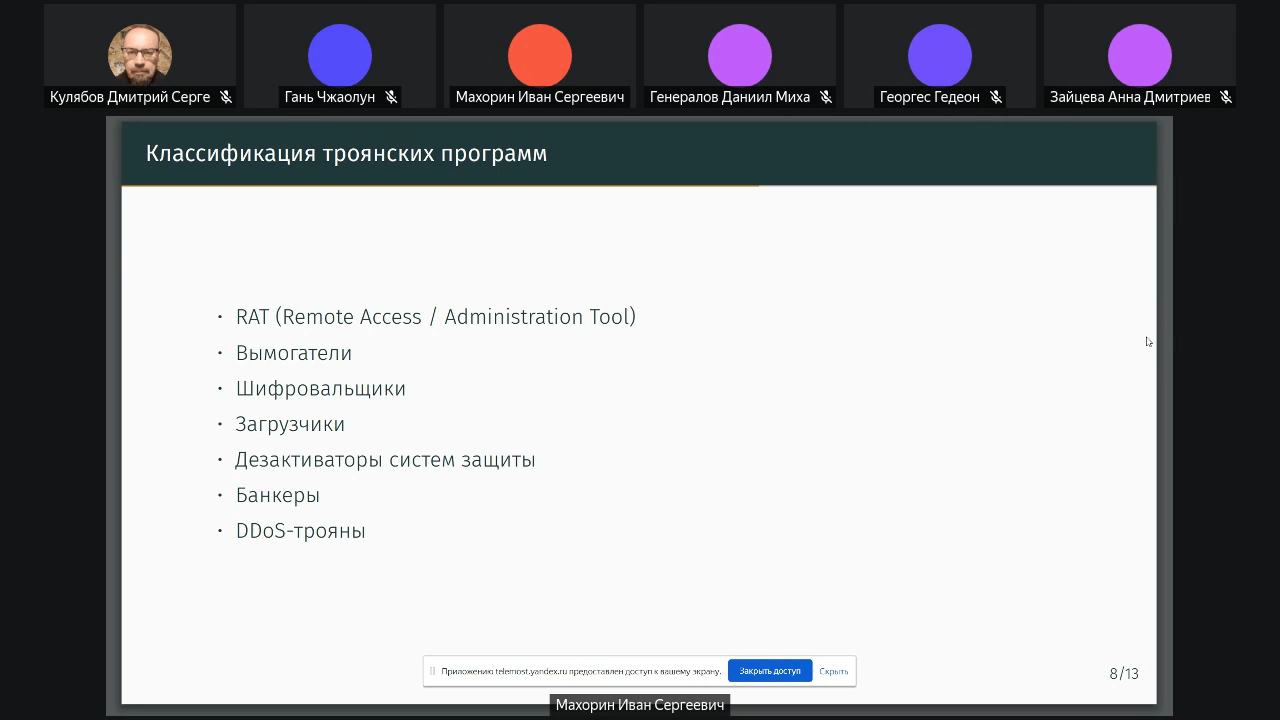 Кулябов Дмитрий Серге
Гань Чжаолун
Махорин Иван Сергеевич
Генералов Даниил Миха
Георгес Гедеон
Зайцева Анна Дмитриев
Классификация троянских программ
• RAT (Remote Access / Administration Tool)
• Вымогатели
• Шифровальщики
• Загрузчики
• Дезактиваторы систем защиты
• Банкеры
• DDoS-трояны
Приложению telemost.yandex.ru предоставлен доступ к вашему экрану. Закрыть доступ Скрыть
8/13
Махорин Иван Сергеевич